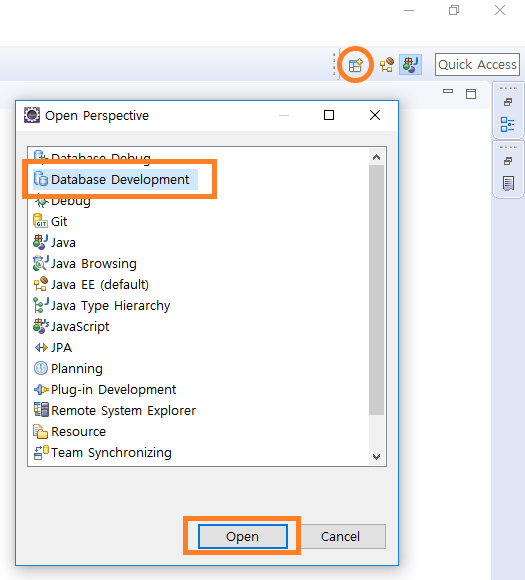 Quick Access
Open Perspective
Database Debug
Database Development
Debug
Git
Java
Java Browsing
Java EE (default)
Java Type Hierarchy
JavaScript
JPA
Planning
Plug-in Development
Remote System Explorer
Resource
Team Synchronizing
Open Cancel